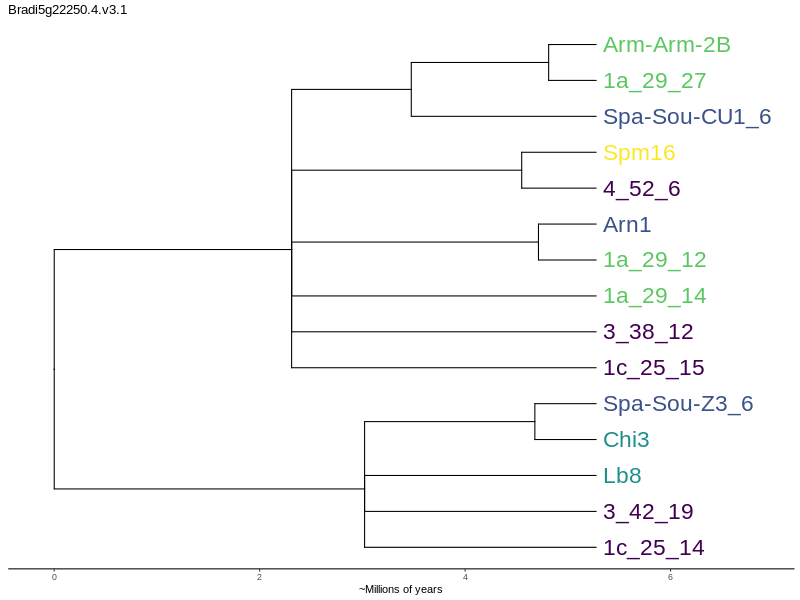 Bradi5g22250.4.v3.1
Arm-Arm-2B
1a_29_27
Spa-Sou-CU1_6
Spm16
4_52_6
Arn1
1a_29_12
1a_29_14
3_38_12
1c_25_15
Spa-Sou-Z3_6
Chi3
Lb8
3_42_19
1c_25_14
0 2 4 6
~Millions of years